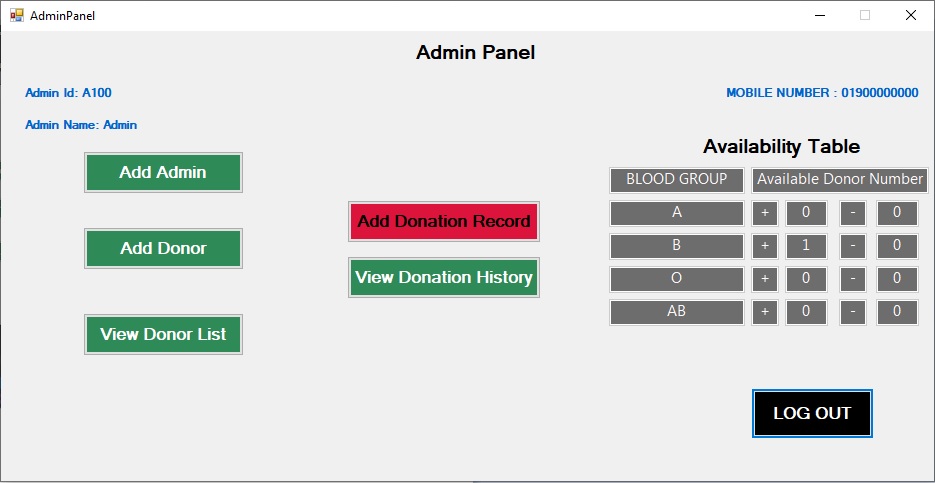 AdminPanel
Admin Panel
Admin Id: A100
MOBILE NUMBER : 01900000000
Admin Name: Admin
Availability Table
Add Admin
BLOOD GROUP Available Donor Number
Add Donation Record
A + 0 - 0
Add Donor
B + 1 - 0
View Donation History
O + 0 - 0
AB + 0 - 0
View Donor List
LOG OUT